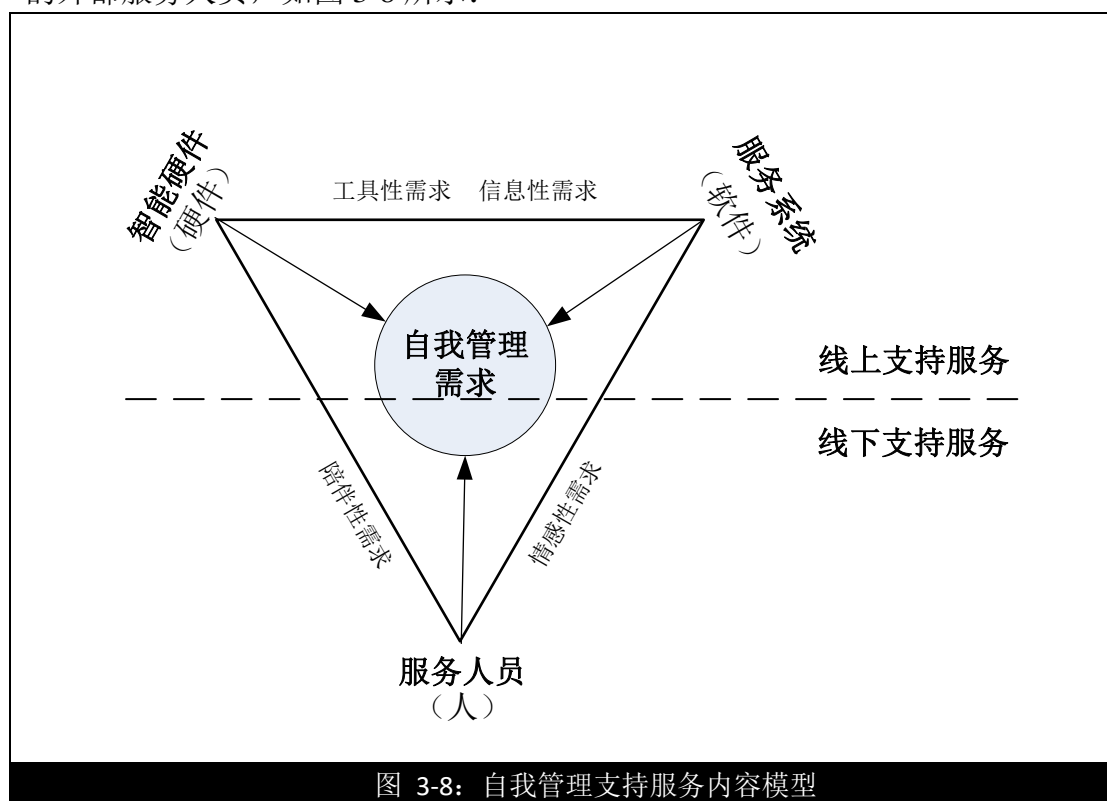 的外部服务人员，如图 3-8 所示：
智能硬件
（硬件）
工具性需求 信息性需求
服务系统
（软件）
自我管理
需求
线上支持服务
线下支持服务
陪伴性需求
情感性需求
服务人员
（人）
图 3-8：自我管理支持服务内容模型